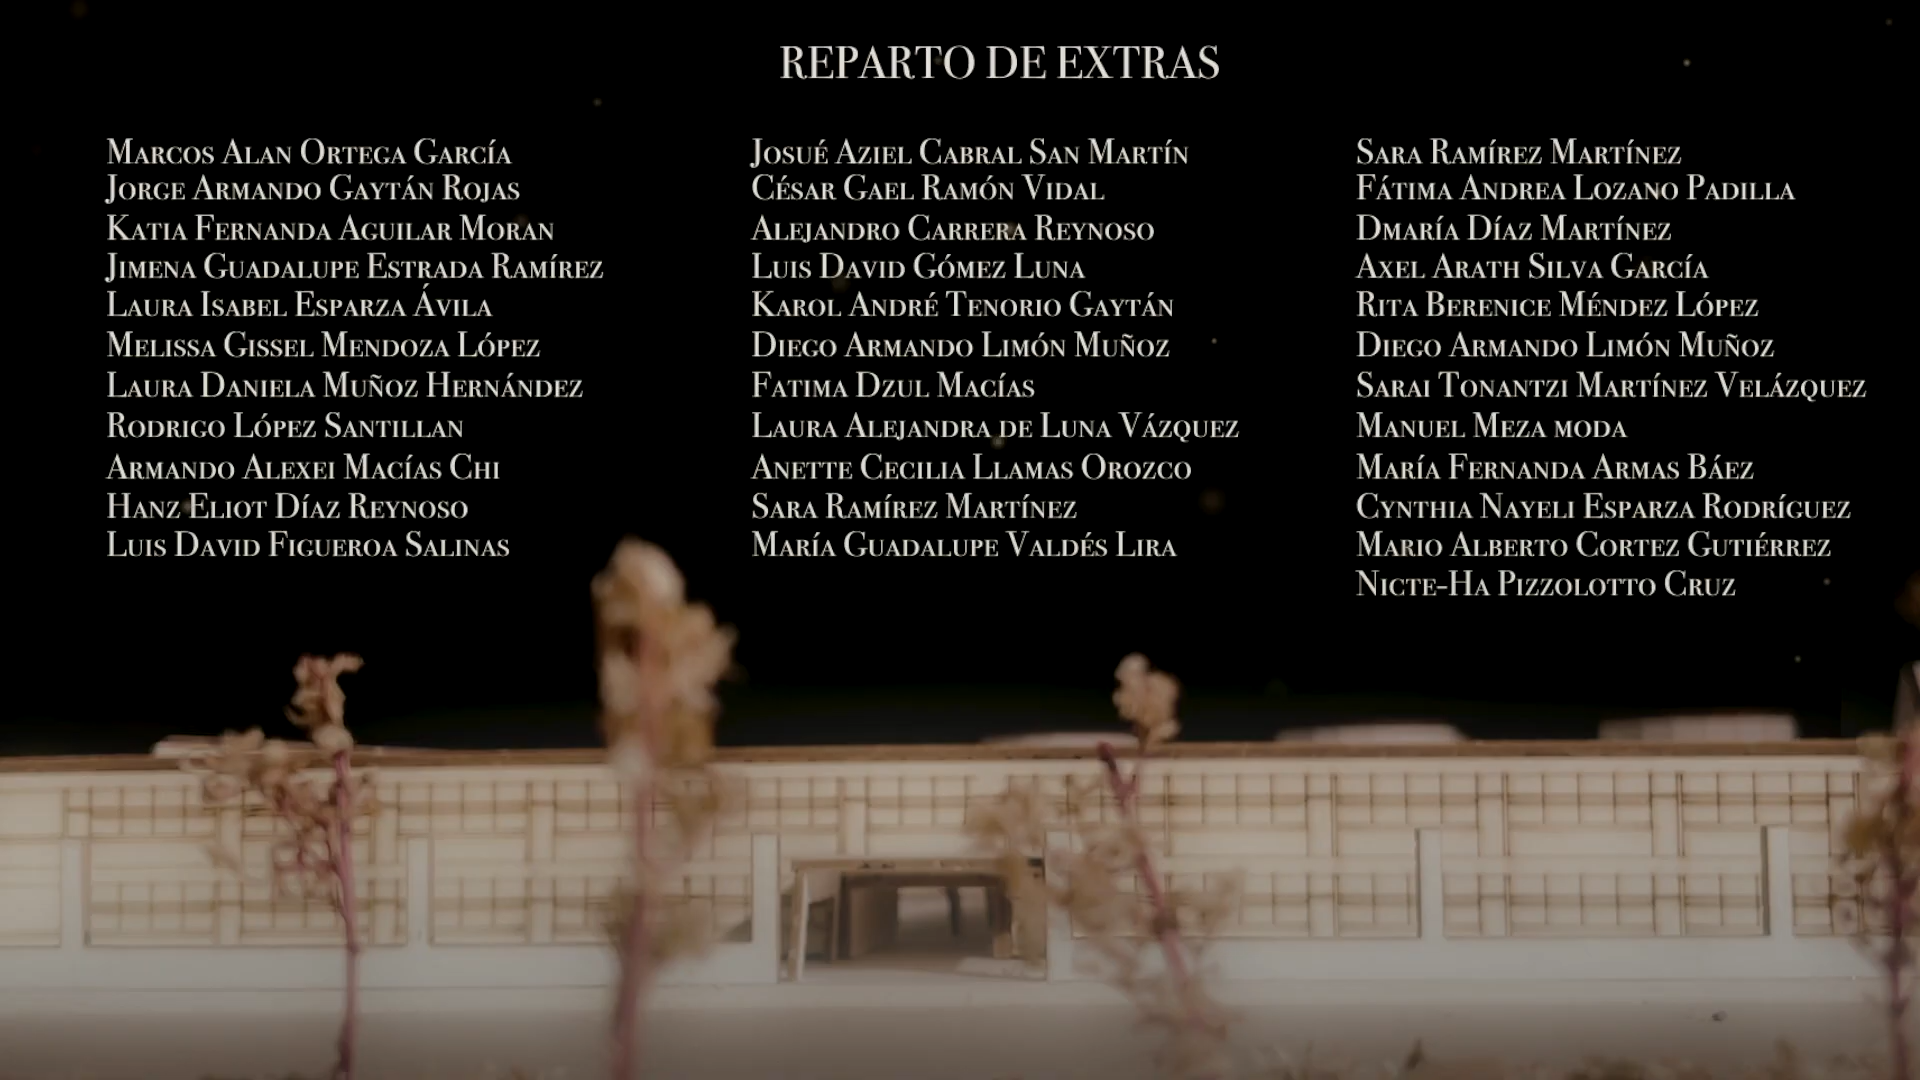 REPARTO DE EXTRAS
Marcos Alan Ortega García
Jorge Armando Gaytán Rojas
Katia Fernanda Aguilar Moran
Jimena Guadalupe Estrada Ramírez
Laura Isabel Esparza Ávila
Melissa Gissel Mendoza López
Laura Daniela Muñoz Hernández
Rodrigo López Santillan
Armando Alexei Macías Chi
Hanz Eliot Díaz Reynoso
Luis David Figueroa Salinas
Josué Aziel Cabral San Martín
César Gael Ramón Vidal
Alejandro Carrera Reynoso
Luis David Gómez Luna
Karol André Tenorio Gaytán
Diego Armando Limón Muñoz
Fatima Dzul Macías
Laura Alejandra de Luna Vázquez
Anette Cecilia Llamas Orozco
Sara Ramírez Martínez
María Guadalupe Valdés Lira
Sara Ramírez Martínez
Fátima Andrea Lozano Padilla
Dmaría Díaz Martínez
Axel Arath Silva García
Rita Berenice Méndez López
Diego Armando Limón Muñoz
Sarai Tonantzi Martínez Velázquez
Manuel Meza moda
María Fernanda Armas Báez
Cynthia Nayeli Esparza Rodríguez
Mario Alberto Cortez Gutiérrez
Nicte-Ha Pizzolotto Cruz